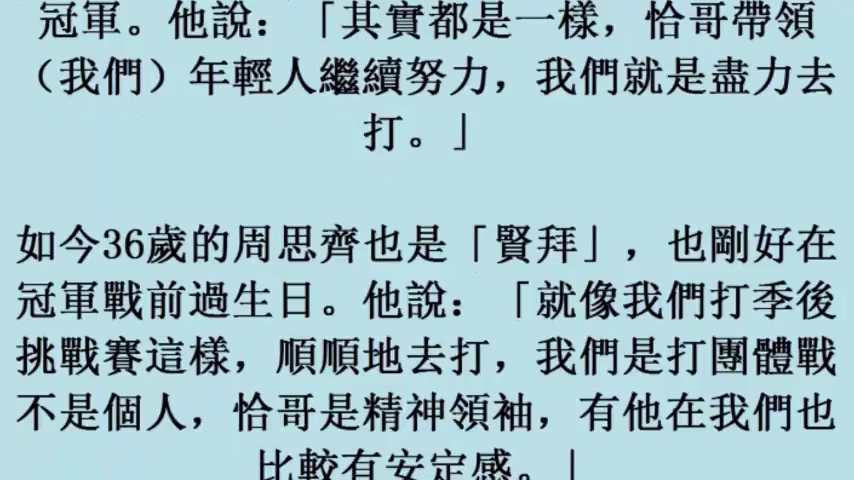 冠軍。他說：「其實都是一樣，恰哥帶領
（我們）年輕人繼續努力，我們就是盡力去
打。」
如今36歲的周思齊也是「賢拜」，也剛好在
冠軍戰前過生日。他說：「就像我們打季後
挑戰賽這樣，順順地去打，我們是打團體戰
不是個人，恰哥是精神領袖，有他在我們也
比較有安定感。」